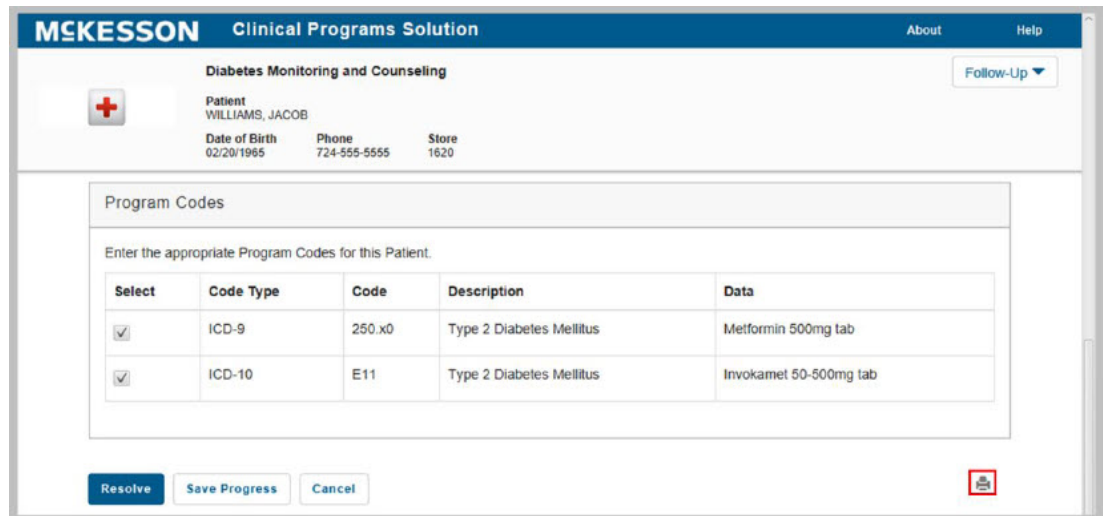 MCKESSON Clinical Programs Solution About Help
Diabetes Monitoring and Counseling
Follow-Up
Patient
WILLIAMS, JACOB
Date of Birth Phone Store
02/20/1965 724-555-5555 1620
Program Codes
Enter the appropriate Program Codes for this Patient.
Select Code Type Code Description Data
ICD-9 250.x0 Type 2 Diabetes Mellitus Metformin 500mg tab
ICD-10 E11 Type 2 Diabetes Mellitus Invokamet 50-500mg tab
Resolve Save Progress Cancel